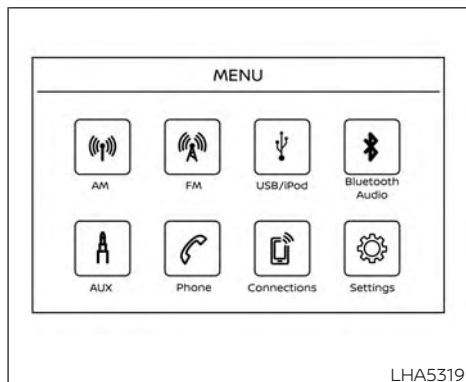 MENU
AM FM USB/iPod Bluetooth
Audio
AUX Phone Connections Settings
LHA5319